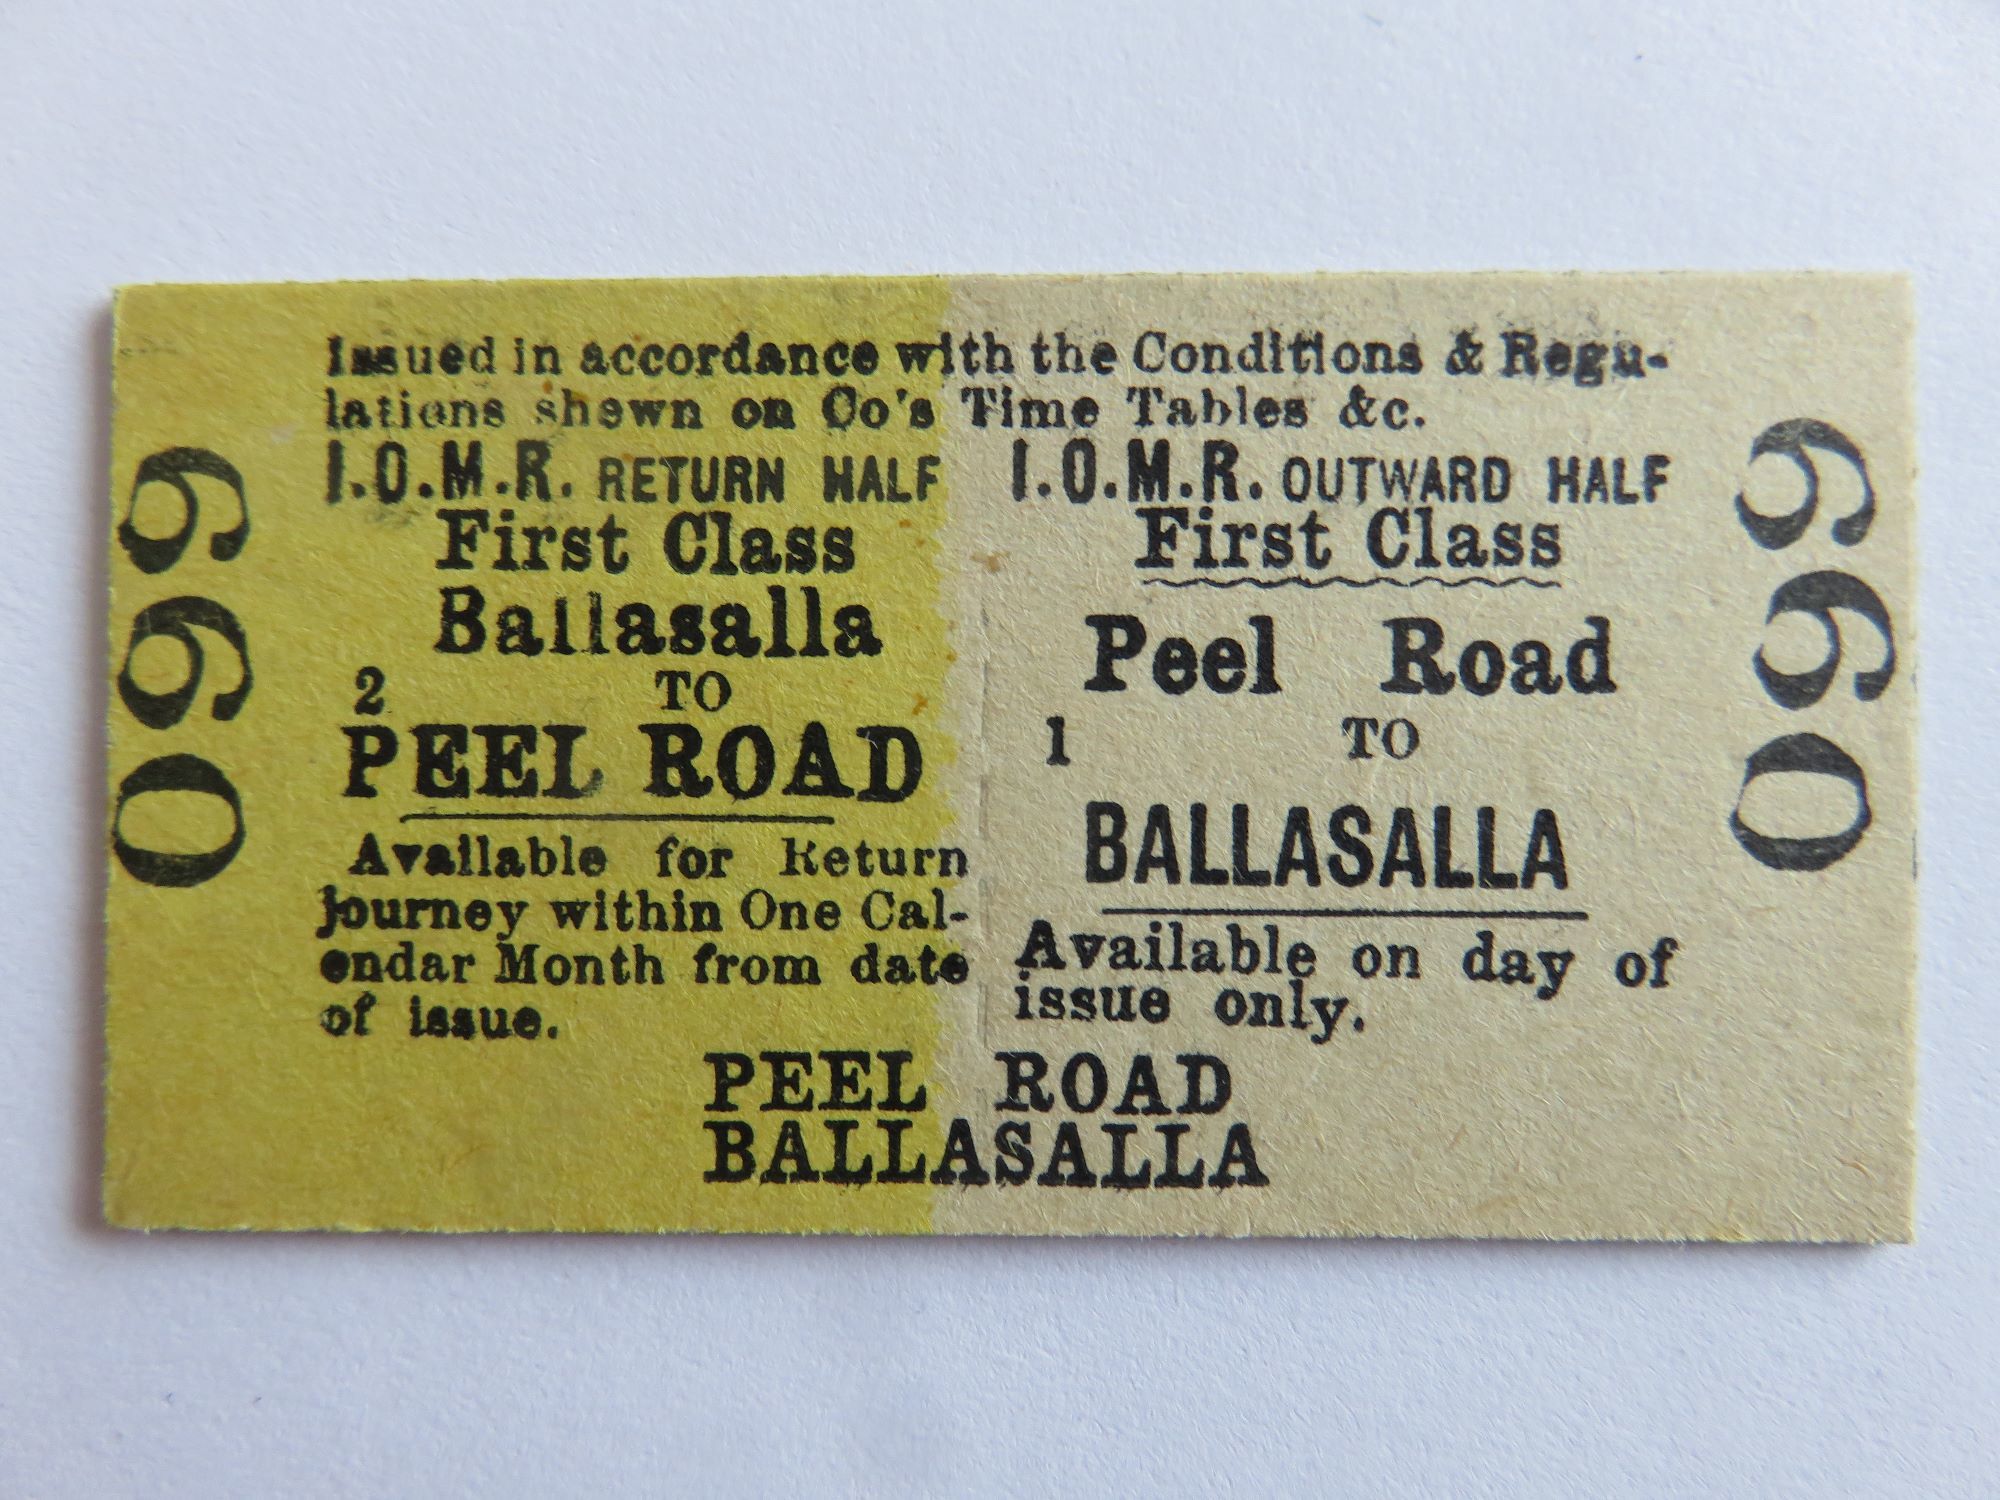 Issued in accordance with the Conditions & Regu-
lations shewn on Co's Time Tables &c.
I.O.M.R. RETURN HALF
First Class
Ballasalla
2 TO
PEEL ROAD
Available for Return
journey within One Cal-
endar Month from date
of issue.
I.O.M.R. OUTWARD HALF
First Class
Peel Road
1 TO
BALLASALLA
Available on day of
issue only.
PEEL ROAD
BALLASALLA
660
660